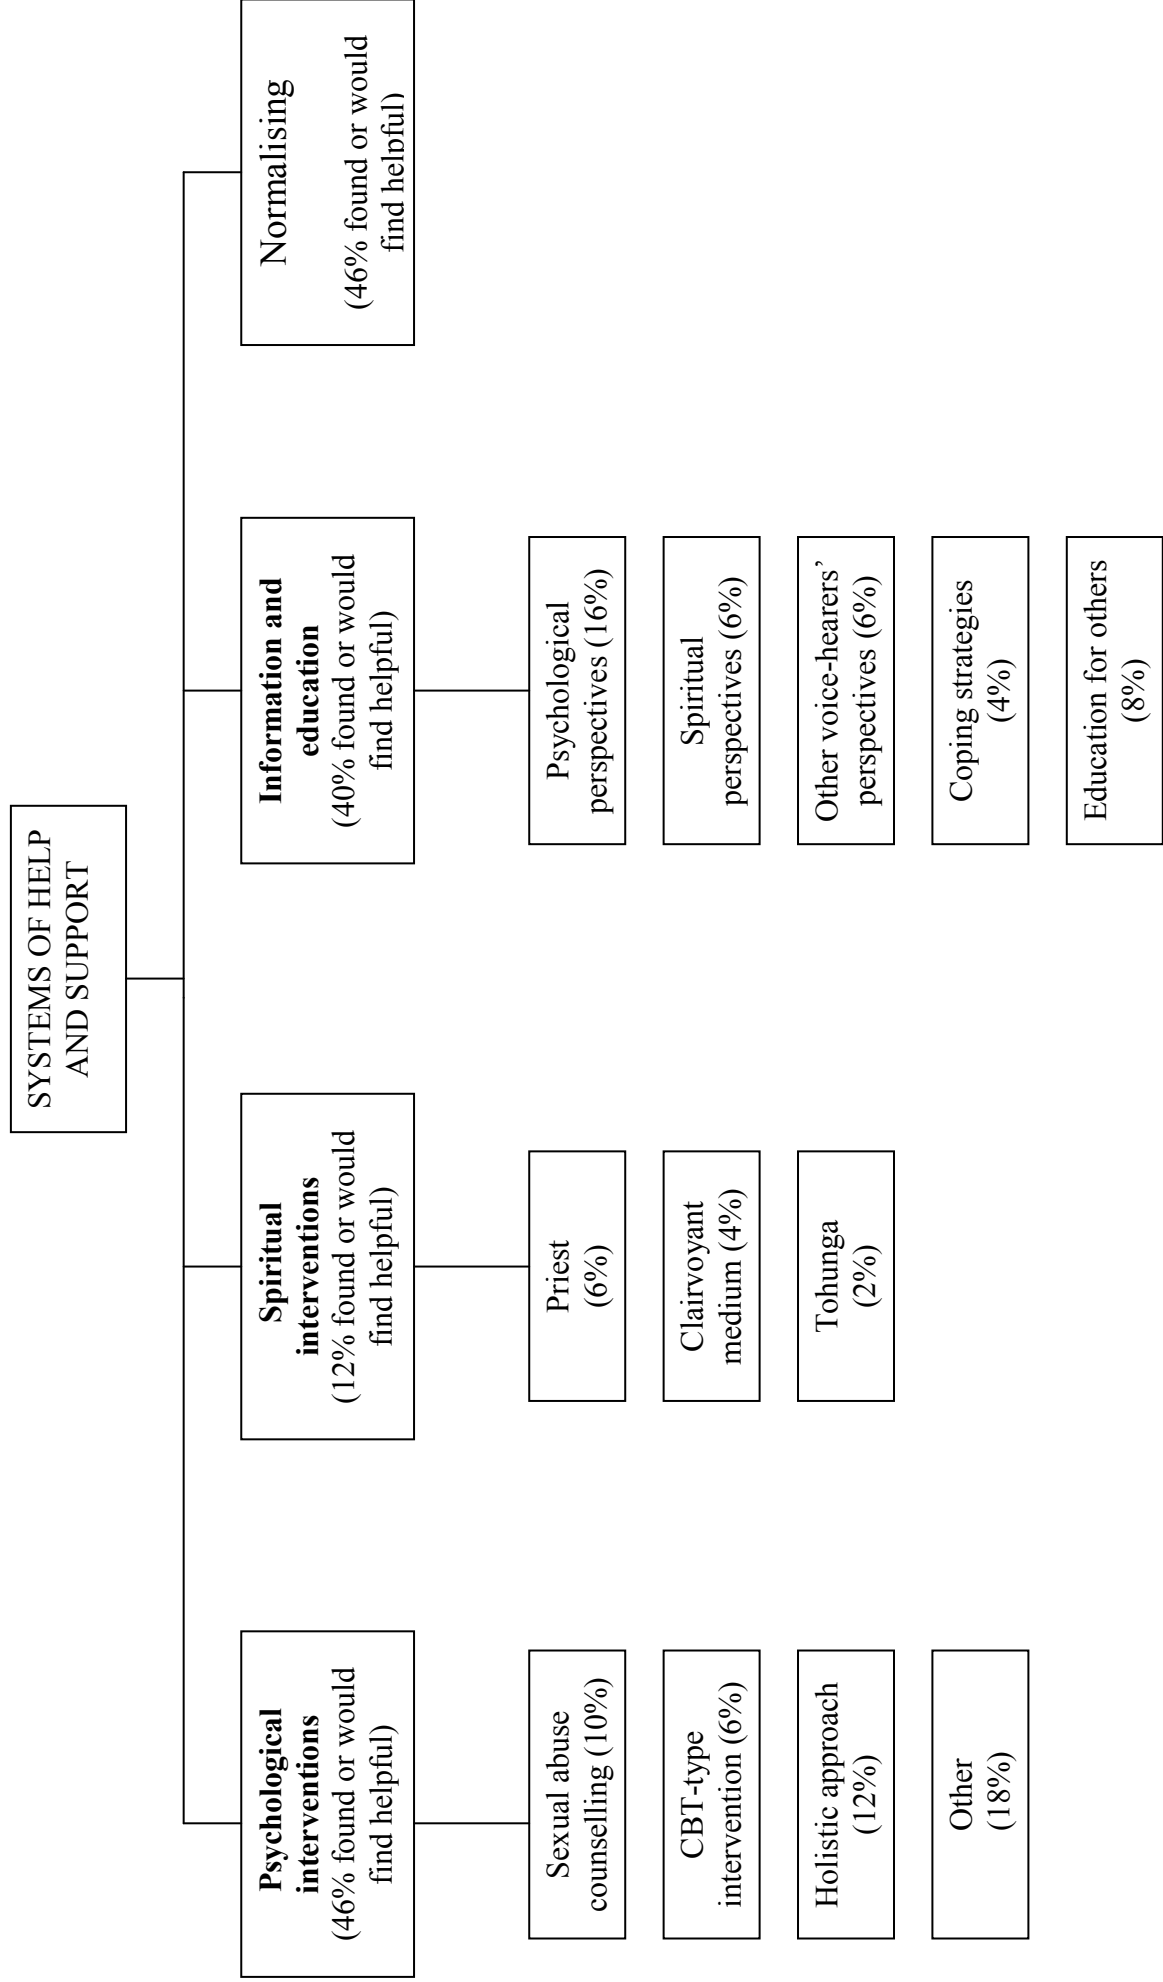 SYSTEMS OF HELP
AND SUPPORT
Psychological
interventions
(46% found or would
find helpful)
Sexual abuse
counselling (10%)
CBT-type
intervention (6%)
Holistic approach
(12%)
Other
(18%)
Spiritual
interventions
(12% found or would
find helpful)
Priest
(6%)
Clairvoyant
medium (4%)
Tohunga
(2%)
Information and
education
(40% found or would
find helpful)
Psychological
perspectives (16%)
Spiritual
perspectives (6%)
Other voice-hearers’
perspectives (6%)
Coping strategies
(4%)
Education for others
(8%)
Normalising
(46% found or would
find helpful)